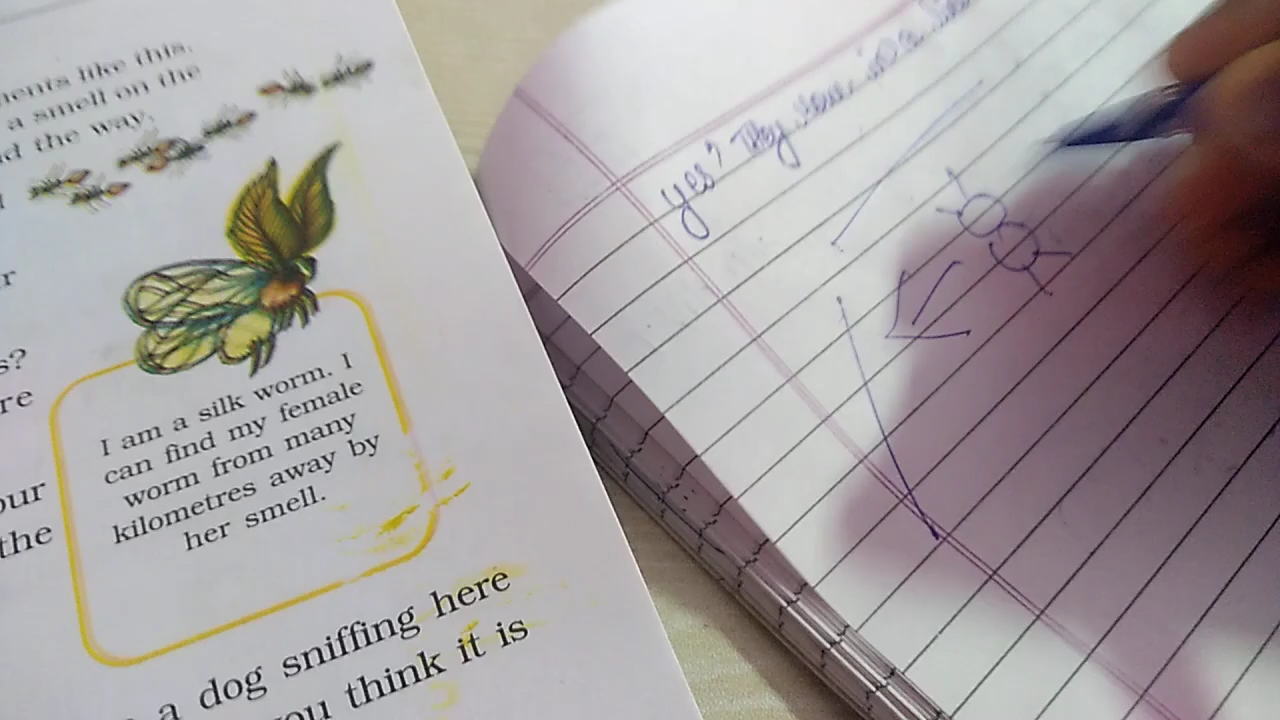 ents like this.
a smell on the
d the way.
r
s?
re
our
the
I am a silk worm. I
can find my female
worm from many
kilometres away by
her smell.
a dog sniffing here
you think it is
yes? They